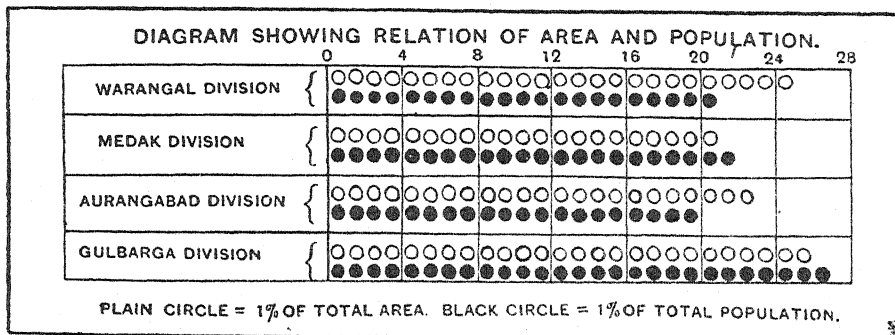 DIAGRAM SHOWING RELATION OF AREA AND POPULATION.
0 4 8 12 16 20 24 28
WARANGAL DIVISION
MEDAK DIVISION
AURANGABAD DIVISION
GULBARGA DIVISION
PLAIN CIRCLE = 1% OF TOTAL AREA. BLACK CIRCLE = 1% OF TOTAL POPULATION.